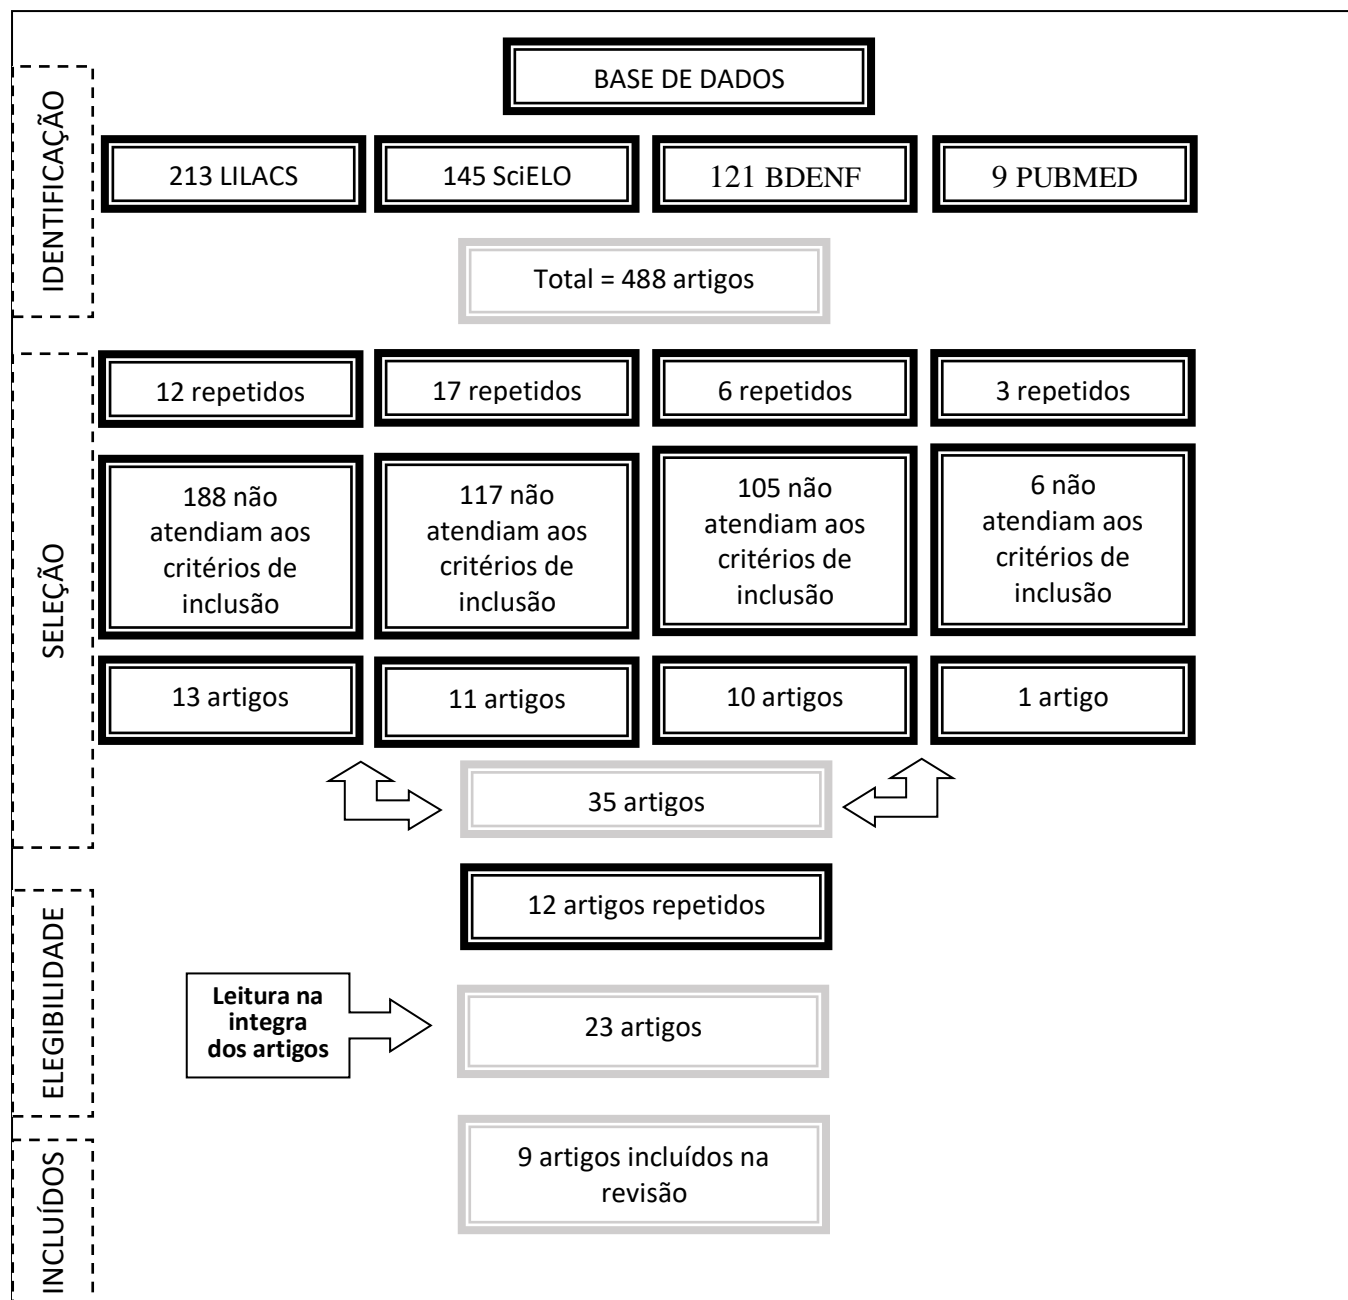 BASE DE DADOS
IDENTIFICAÇÃO
213 LILACS
145 SciELO
121 BDENF
9 PUBMED
Total = 488 artigos
SELEÇÃO
12 repetidos
17 repetidos
6 repetidos
3 repetidos
188 não
atendiam aos
critérios de
inclusão
117 não
atendiam aos
critérios de
inclusão
105 não
atendiam aos
critérios de
inclusão
6 não
atendiam aos
critérios de
inclusão
13 artigos
11 artigos
10 artigos
1 artigo
35 artigos
ELEGIBILIDADE
12 artigos repetidos
Leitura na
integra
dos artigos
23 artigos
INCLUÍDOS
9 artigos incluídos na
revisão